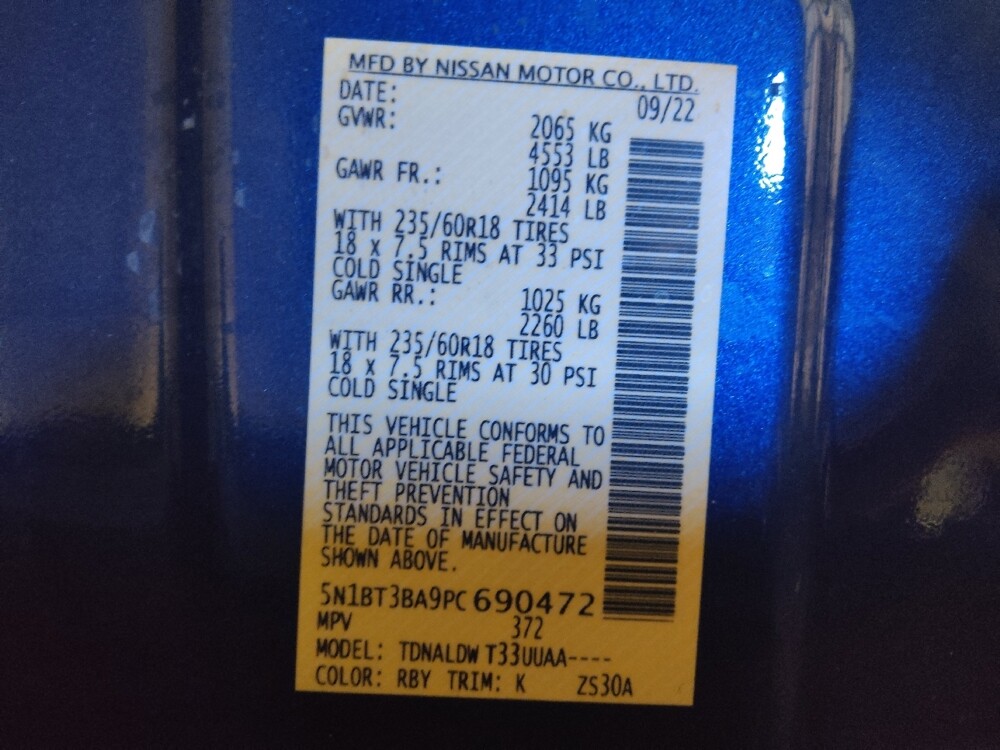 MFD BY NISSAN MOTOR CO., LTD.
DATE: 09/22
GVWR: 2065 KG
4553 LB
GAWR FR.: 1095 KG
2414 LB
WITH 235/60R18 TIRES
18 x 7.5 RIMS AT 33 PSI
COLD SINGLE
GAWR RR.: 1025 KG
2260 LB
WITH 235/60R18 TIRES
18 x 7.5 RIMS AT 30 PSI
COLD SINGLE
THIS VEHICLE CONFORMS TO
ALL APPLICABLE FEDERAL
MOTOR VEHICLE SAFETY AND
THEFT PREVENTION
STANDARDS IN EFFECT ON
THE DATE OF MANUFACTURE
SHOWN ABOVE.
5N1BT3BA9PC690472
MPV 372
MODEL: TDNALDW T33UUAA----
COLOR: RBY TRIM: K ZS30A